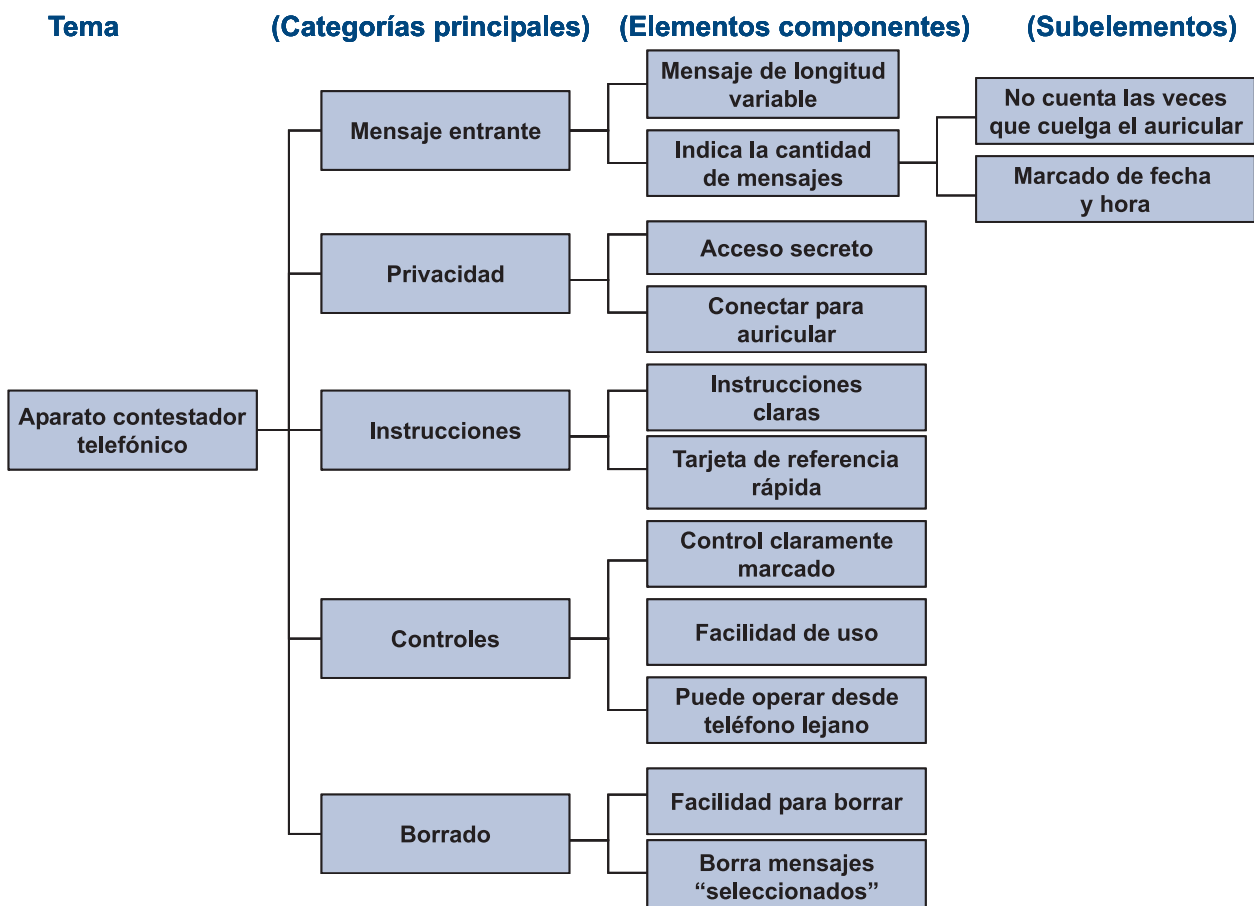 Tema (Categorías principales) (Elementos componentes) (Subelementos)
Aparato contestador
telefónico
Mensaje entrante
Mensaje de longitud
variable
Indica la cantidad
de mensajes
No cuenta las veces
que cuelga el auricular
Marcado de fecha
y hora
Privacidad
Acceso secreto
Conectar para
auricular
Instrucciones
Instrucciones
claras
Tarjeta de referencia
rápida
Controles
Control claramente
marcado
Facilidad de uso
Puede operar desde
teléfono lejano
Borrado
Facilidad para borrar
Borra mensajes
“seleccionados”